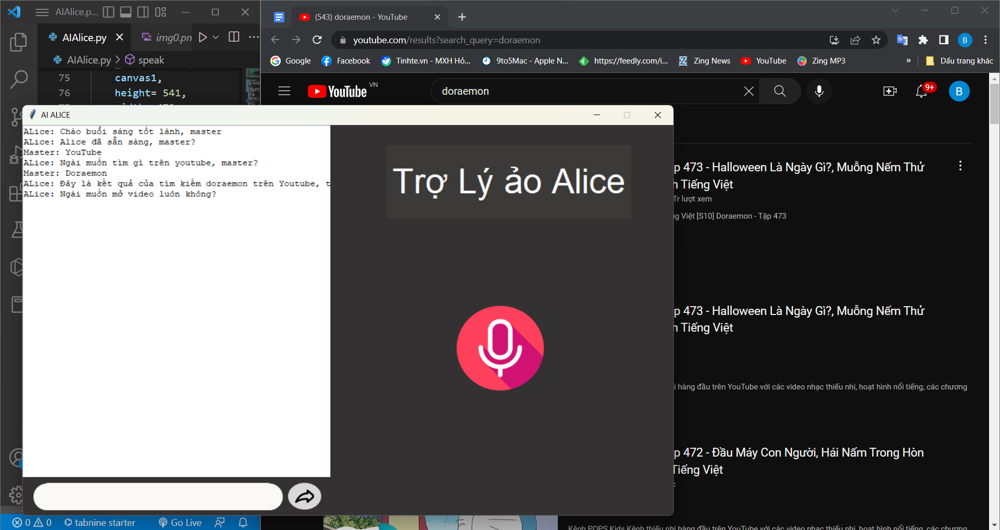 AIAlice.p...
AIAlice.py
img0.pn
AIAlice.py > speak
75 canvas1,
76 height= 541,
(543) doraemon - YouTube
youtube.com/results?search_query=doraemon
B
Google
Facebook
Tinhte.vn - MXH Hỏ...
9to5Mac - Apple N...
https://feedly.com/i...
Zing News
YouTube
Zing MP3
»
Dấu trang khác
YouTube VN
doraemon
9+
B
AI ALICE
ALice: Chào buổi sáng tốt lành, master
ALice: Alice đã sẵn sàng, master?
Master: YouTube
ALice: Ngài muốn tìm gì trên youtube, master?
Master: Doraemon
ALice: Đây là kết quả của tìm kiếm doraemon trên Youtube, t
ALice: Ngài muốn mở video luôn không?
Trợ Lý ảo Alice
p 473 - Halloween Là Ngày Gì?, Muỗng Nếm Thử
h Tiếng Việt
Tr lượt xem
ng Việt [S10] Doraemon - Tập 473
p 473 - Halloween Là Ngày Gì?, Muỗng Nếm Thử
h Tiếng Việt
i hàng đầu trên YouTube với các video nhạc thiếu nhi, hoạt hình nổi tiếng, các chương
p 472 - Đầu Máy Con Người, Hái Nấm Trong Hòn
Tiếng Việt
c
Kênh POPS Kids Kênh thiếu nhi hàng đầu trên YouTube với các video nhạc thiếu nhi, hoạt hình nổi tiếng, các chương
0 0 tabnine starter Go Live